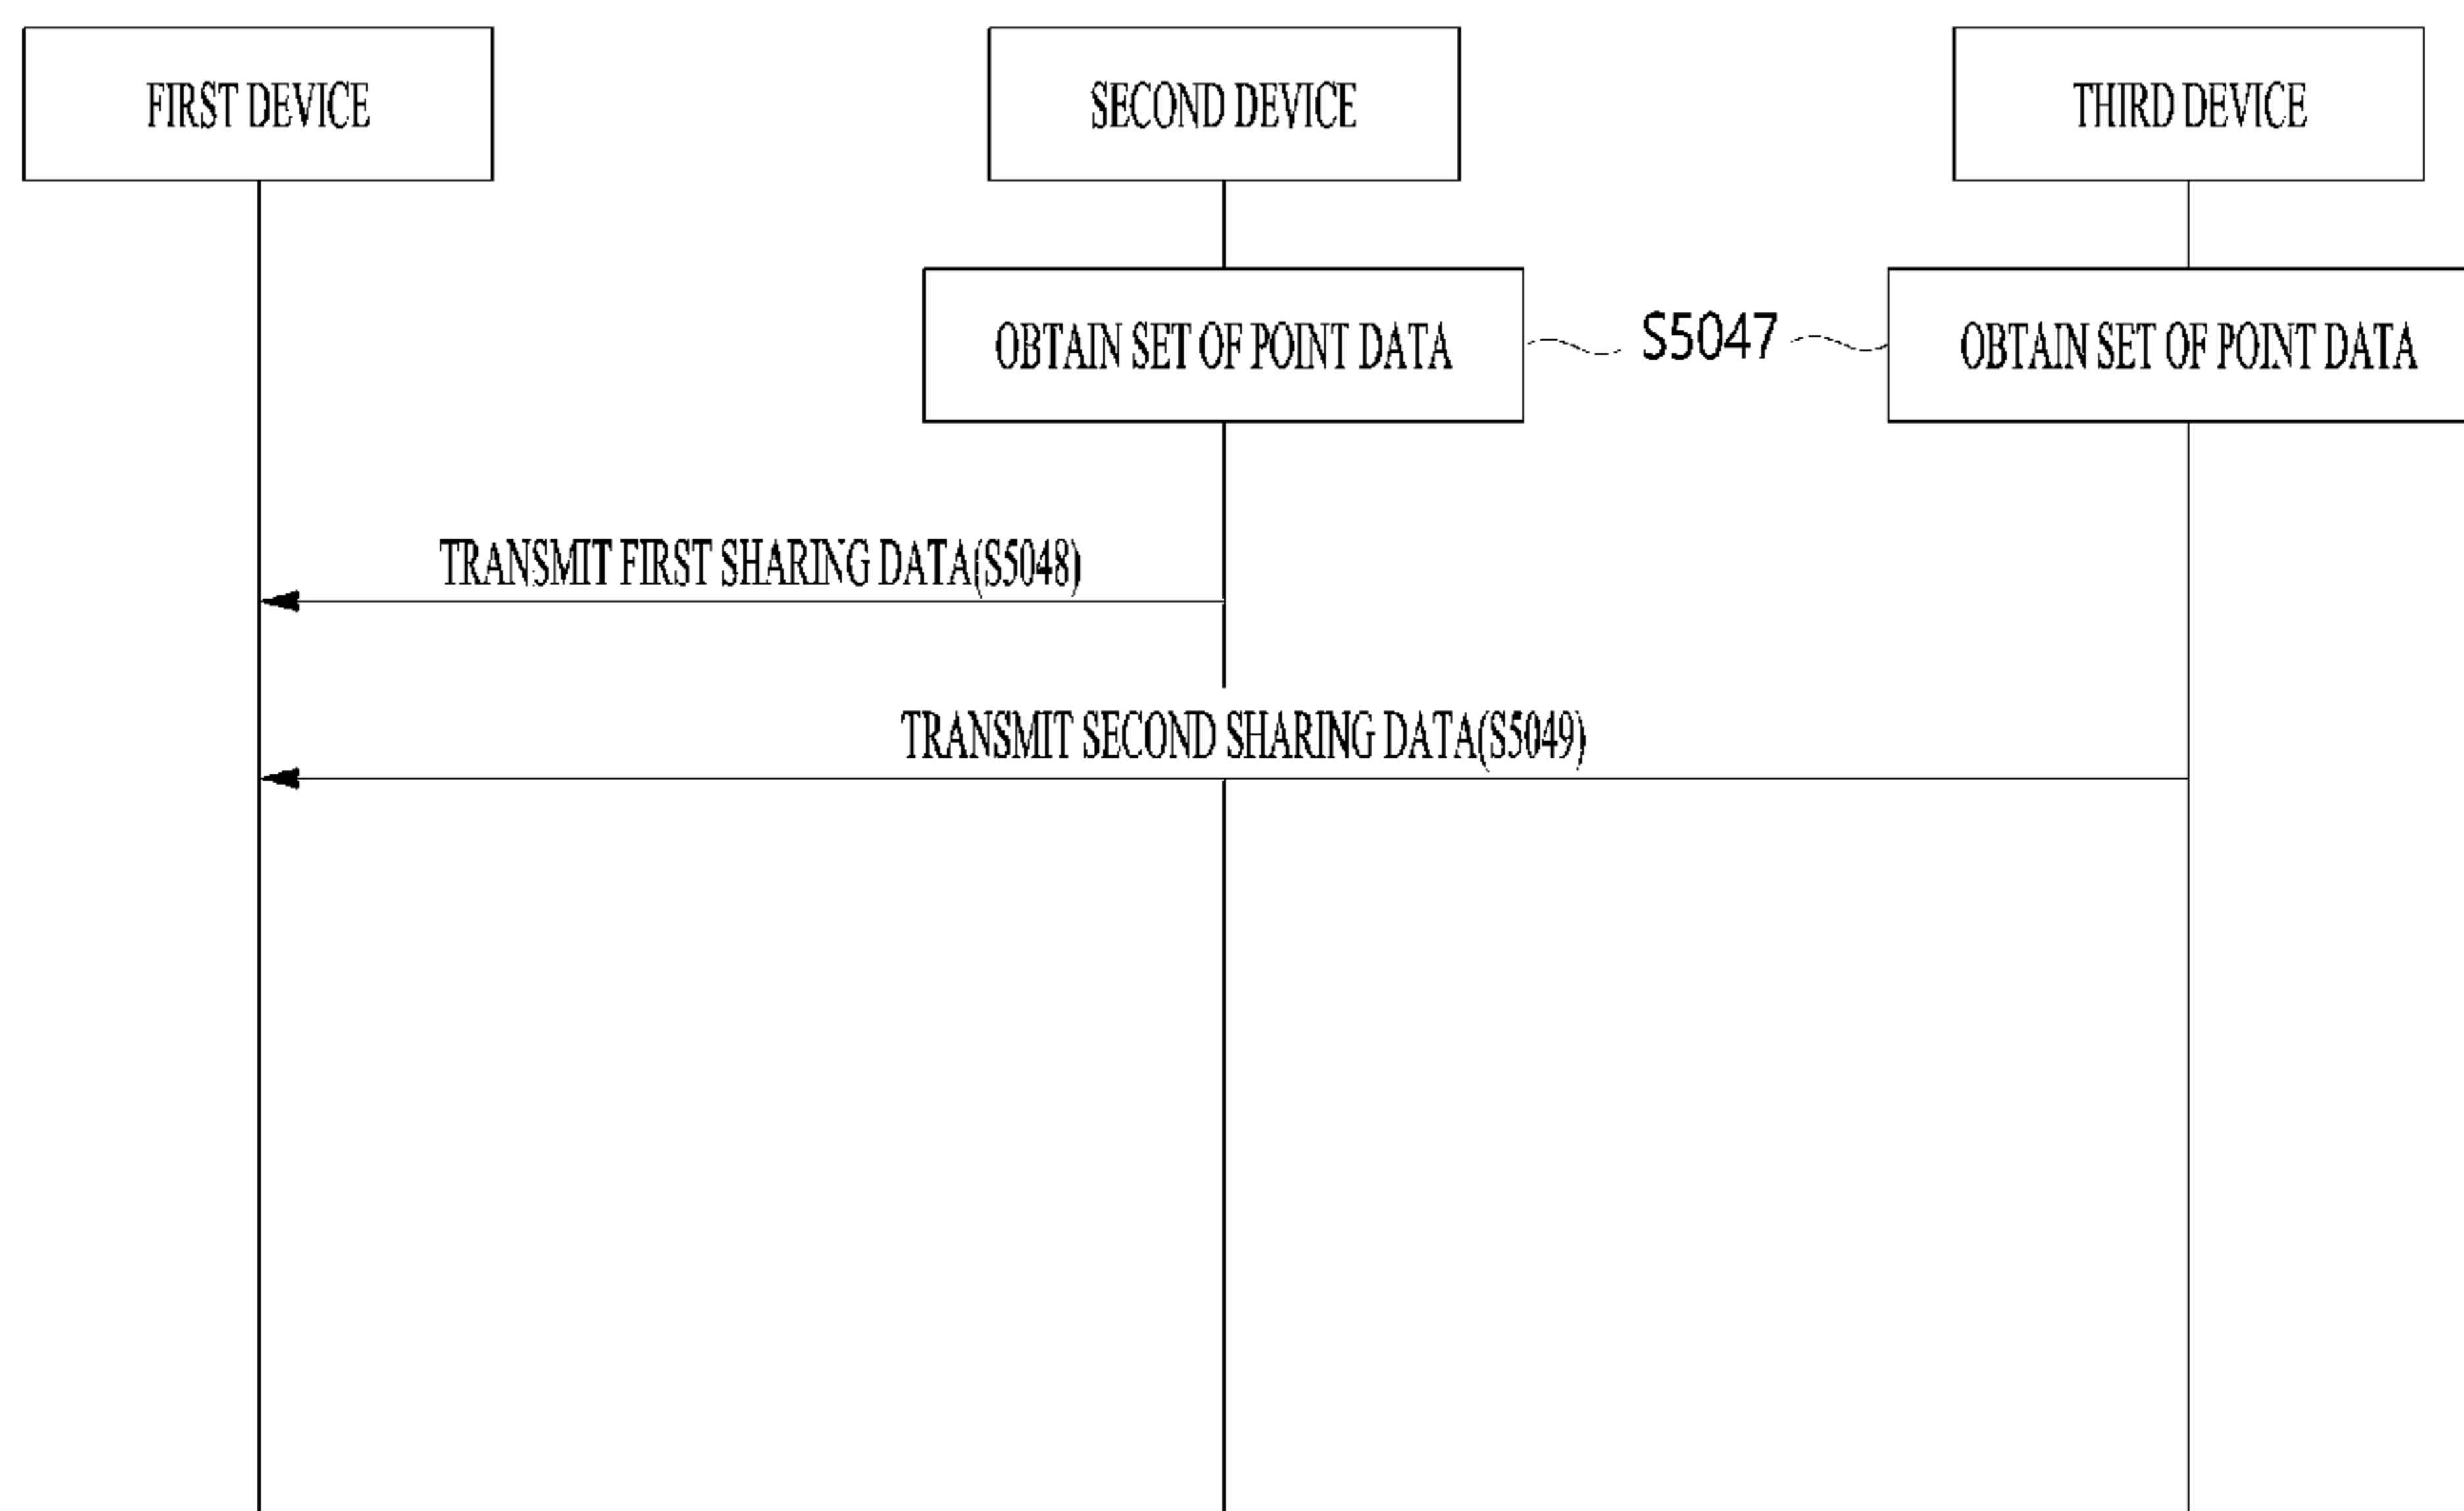 FIRST DEVICE
SECOND DEVICE
THIRD DEVICE
OBTAIN SET OF POINT DATA
S5047
OBTAIN SET OF POINT DATA
TRANSMIT FIRST SHARING DATA(S5048)
TRANSMIT SECOND SHARING DATA(S5049)